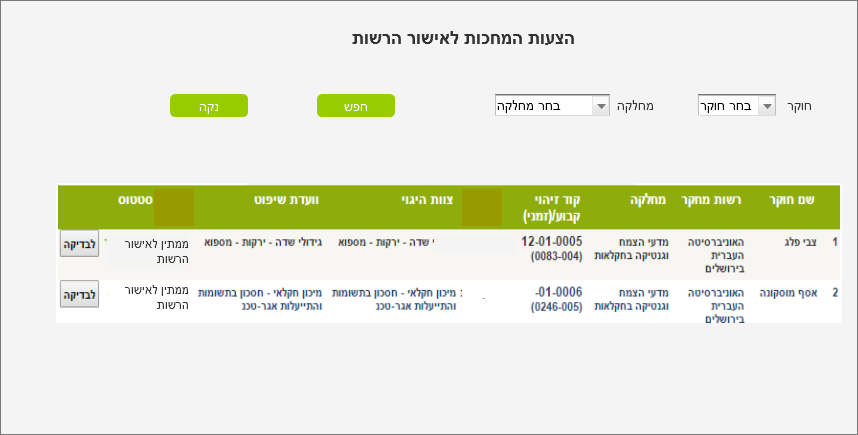 הצעות המחכות לאישור הרשות
חוקר בחר חוקר מחלקה בחר מחלקה חפש נקה
שם חוקר רשות מחקר מחלקה קוד זיהוי צוות היגוי וועדת שיפוט סטטוס
קבוע/(זמני)
1 צבי פלג האוניברסיטה מדעי הצמח 12-01-0005 י שדה - ירקות - מספוא גידולי שדה - ירקות - מספוא ממתין לאישור לבדיקה
העברית וגנטיקה בחקלאות (0083-004) הרשות
בירושלים
2 אסף מוסקונה האוניברסיטה מדעי הצמח -01-0006 מיכון חקלאי - חסכון בתשומות מיכון חקלאי - חסכון בתשומות ממתין לאישור לבדיקה
העברית וגנטיקה בחקלאות (0246-005) והתייעלות אגר-טכנ והתייעלות אגר-טכנ הרשות
בירושלים